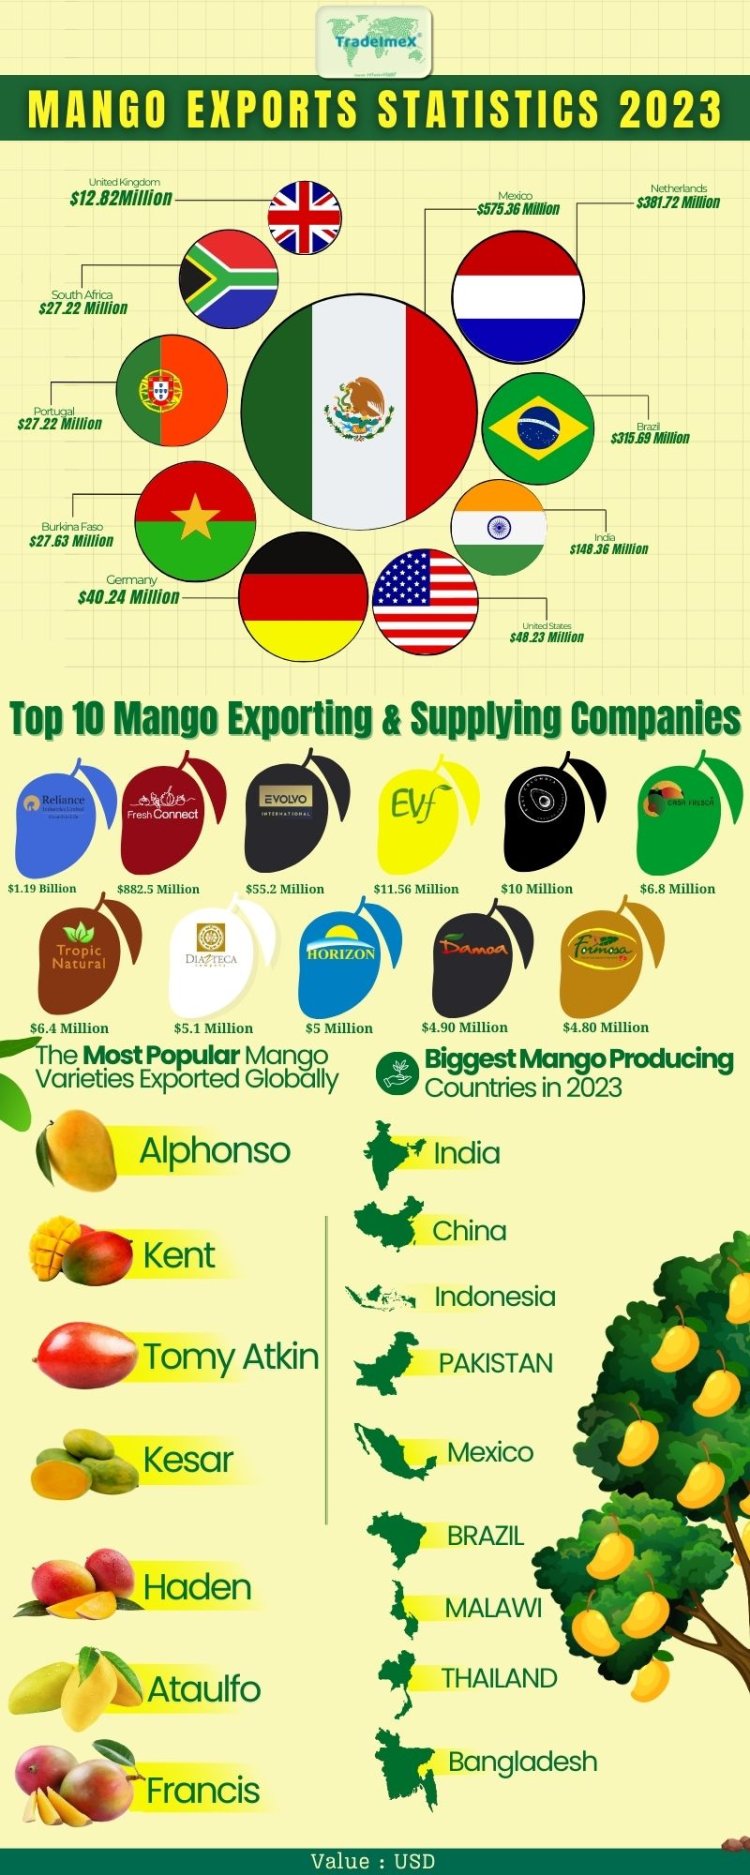 TradeImeX
MANGO EXPORTS STATISTICS 2023
United Kingdom
$12.82Million
Mexico
$575.36 Million
Netherlands
$381.72 Million
South Africa
$27.22 Million
Portugal
$27.22 Million
Brazil
$315.69 Million
Burkina Faso
$27.63 Million
India
$148.36 Million
Germany
$40.24 Million
United States
$48.23 Million
Top 10 Mango Exporting & Supplying Companies
Reliance
Industries Limited
Fresh Connect
EVOLVO
INTERNATIONAL
EVf
CASA FRESCA
$1.19 Billion
$882.5 Million
$55.2 Million
$11.56 Million
$10 Million
$6.8 Million
Tropic
Natural
DIAZTECA
company
HORIZON
Damoa
Formosa
$6.4 Million
$5.1 Million
$5 Million
$4.90 Million
$4.80 Million
The Most Popular Mango
Varieties Exported Globally
Alphonso
Kent
Tomy Atkin
Kesar
Haden
Ataulfo
Francis
Biggest Mango Producing
Countries in 2023
India
China
Indonesia
PAKISTAN
Mexico
BRAZIL
MALAWI
THAILAND
Bangladesh
Value : USD